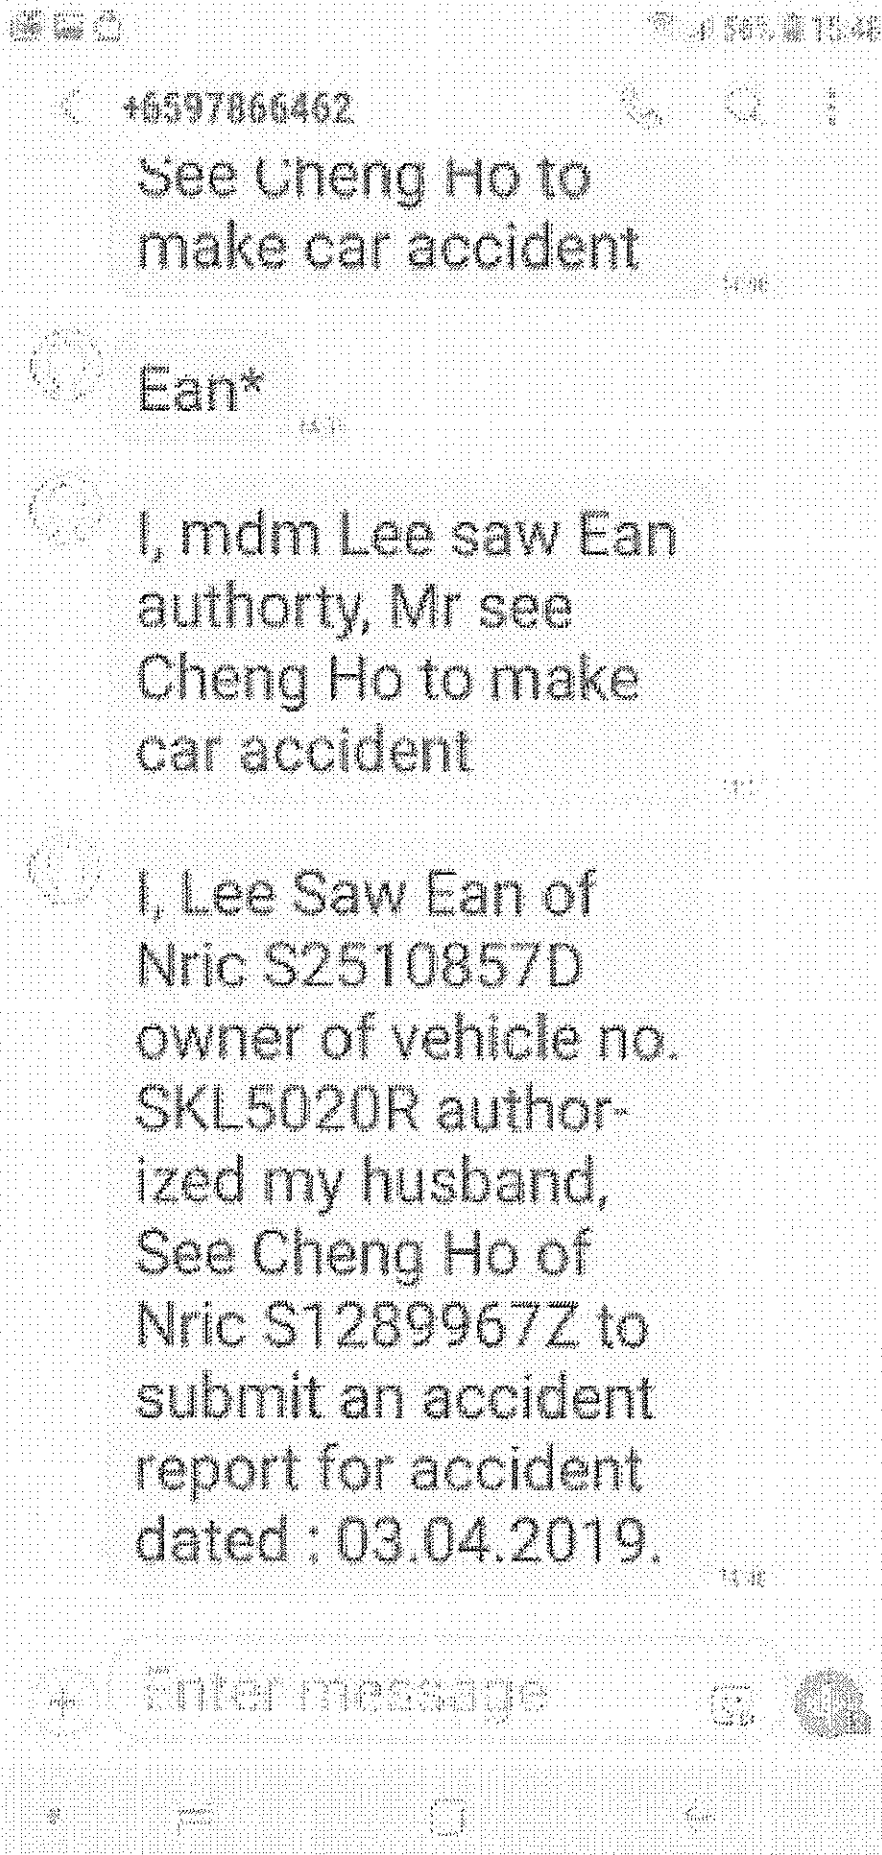 +6597866462
See Cheng Ho to
make car accident
Ean*
I, mdm Lee saw Ean
authorty, Mr see
Cheng Ho to make
car accident
I, Lee Saw Ean of
Nric S2510857D
owner of vehicle no.
SKL5020R author-
ized my husband,
See Cheng Ho of
Nric S1289967Z to
submit an accident
report for accident
dated : 03.04.2019.
Enter message